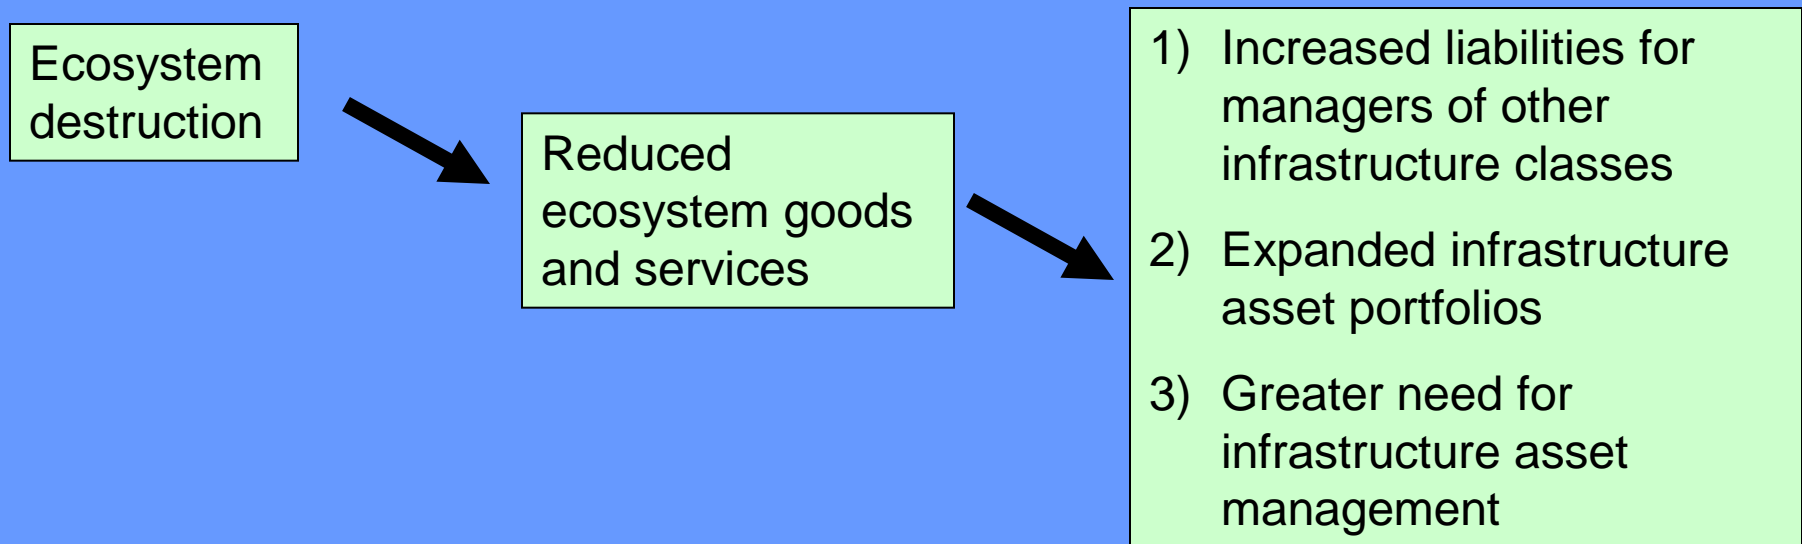 Ecosystem
destruction
Reduced
ecosystem goods
and services
1) Increased liabilities for
managers of other
infrastructure classes
2) Expanded infrastructure
asset portfolios
3) Greater need for
infrastructure asset
management